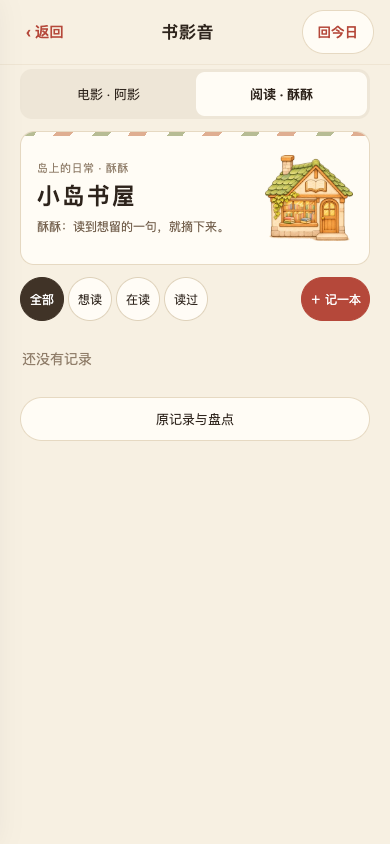 ‹ 返回
书影音
回今日
电影 · 阿影
阅读 · 酥酥
岛上的日常 · 酥酥
小岛书屋
酥酥：读到想留的一句，就摘下来。
全部
想读
在读
读过
＋ 记一本
还没有记录
原记录与盘点